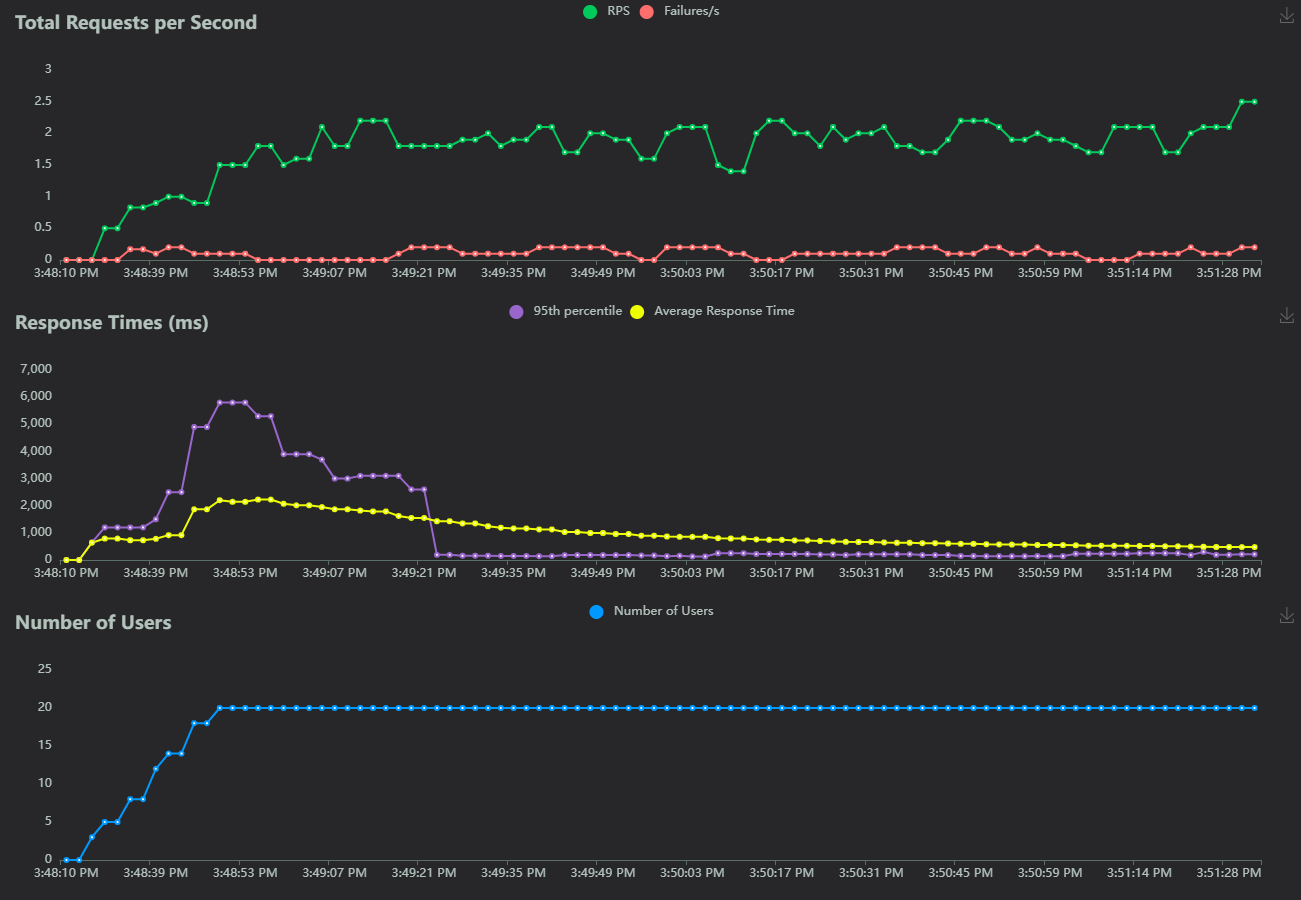 Total Requests per Second
RPS Failures/s
3
2.5
2
1.5
1
0.5
0
3:48:10 PM 3:48:39 PM 3:48:53 PM 3:49:07 PM 3:49:21 PM 3:49:35 PM 3:49:49 PM 3:50:03 PM 3:50:17 PM 3:50:31 PM 3:50:45 PM 3:50:59 PM 3:51:14 PM 3:51:28 PM
Response Times (ms)
95th percentile Average Response Time
7,000
6,000
5,000
4,000
3,000
2,000
1,000
0
3:48:10 PM 3:48:39 PM 3:48:53 PM 3:49:07 PM 3:49:21 PM 3:49:35 PM 3:49:49 PM 3:50:03 PM 3:50:17 PM 3:50:31 PM 3:50:45 PM 3:50:59 PM 3:51:14 PM 3:51:28 PM
Number of Users
Number of Users
25
20
15
10
5
0
3:48:10 PM 3:48:39 PM 3:48:53 PM 3:49:07 PM 3:49:21 PM 3:49:35 PM 3:49:49 PM 3:50:03 PM 3:50:17 PM 3:50:31 PM 3:50:45 PM 3:50:59 PM 3:51:14 PM 3:51:28 PM